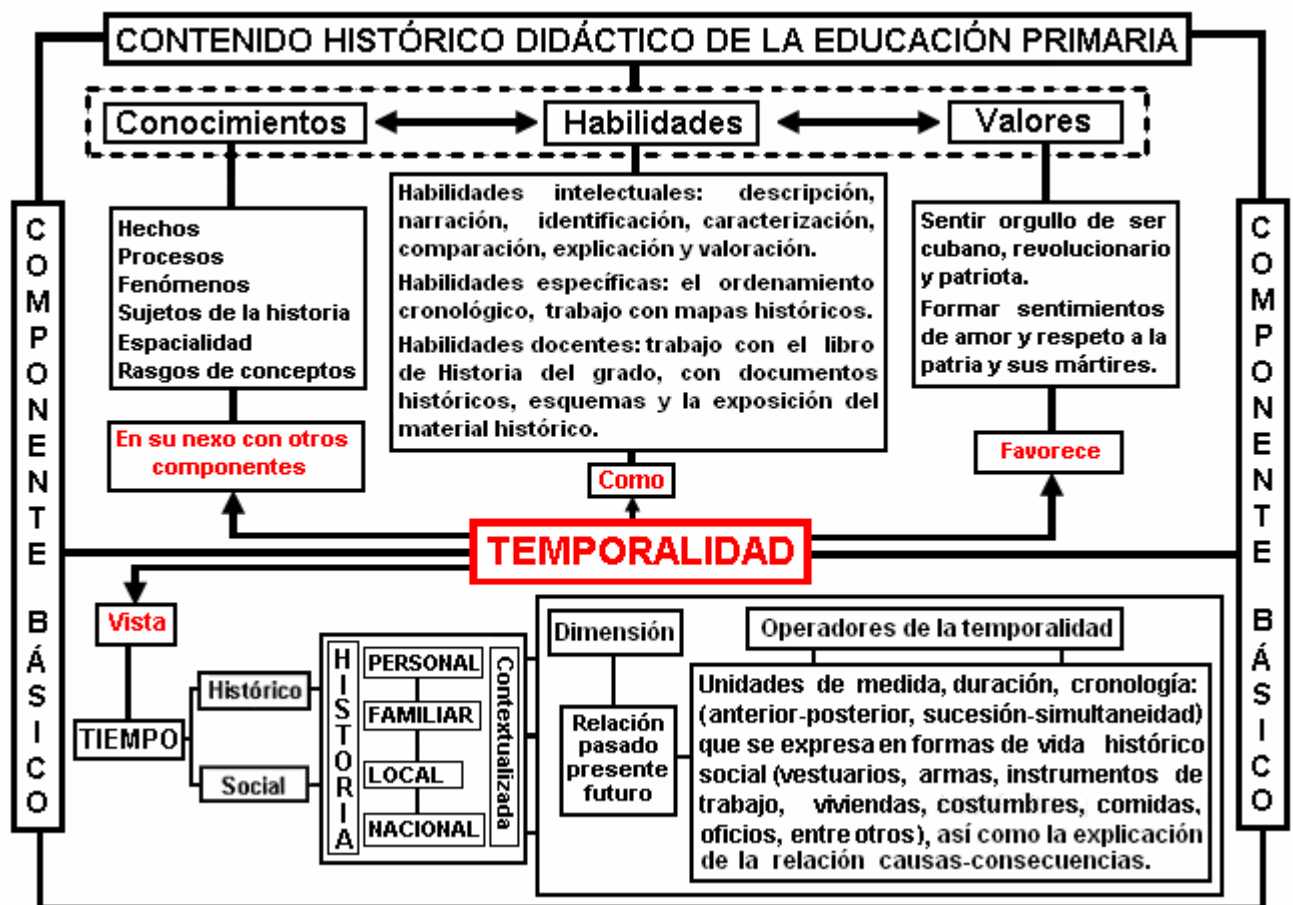 CONTENIDO HISTÓRICO DIDÁCTICO DE LA EDUCACIÓN PRIMARIA
Conocimientos
Habilidades
Valores
COMPONENTE BÁSICO
Hechos
Procesos
Fenómenos
Sujetos de la historia
Espacialidad
Rasgos de conceptos
Habilidades intelectuales: descripción,
narración, identificación, caracterización,
comparación, explicación y valoración.
Habilidades específicas: el ordenamiento
cronológico, trabajo con mapas históricos.
Habilidades docentes: trabajo con el libro
de Historia del grado, con documentos
históricos, esquemas y la exposición del
material histórico.
Sentir orgullo de ser
cubano, revolucionario
y patriota.
Formar sentimientos
de amor y respeto a la
patria y sus mártires.
COMPONENTE BÁSICO
En su nexo con otros
componentes
Como
Favorece
TEMPORALIDAD
Vista
TIEMPO
Histórico
Social
HISTORIA
PERSONAL
FAMILIAR
LOCAL
NACIONAL
Contextualizada
Dimensión
Relación
pasado
presente
futuro
Operadores de la temporalidad
Unidades de medida, duración, cronología:
(anterior-posterior, sucesión-simultaneidad)
que se expresa en formas de vida histórico
social (vestuarios, armas, instrumentos de
trabajo, viviendas, costumbres, comidas,
oficios, entre otros), así como la explicación
de la relación causas-consecuencias.